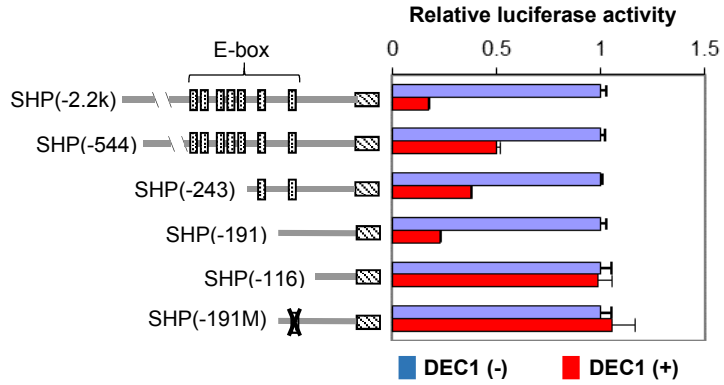 Relative luciferase activity
E-box
0 0.5 1 1.5
SHP(-2.2k)
SHP(-544)
SHP(-243)
SHP(-191)
SHP(-116)
SHP(-191M)
DEC1 (-) DEC1 (+)